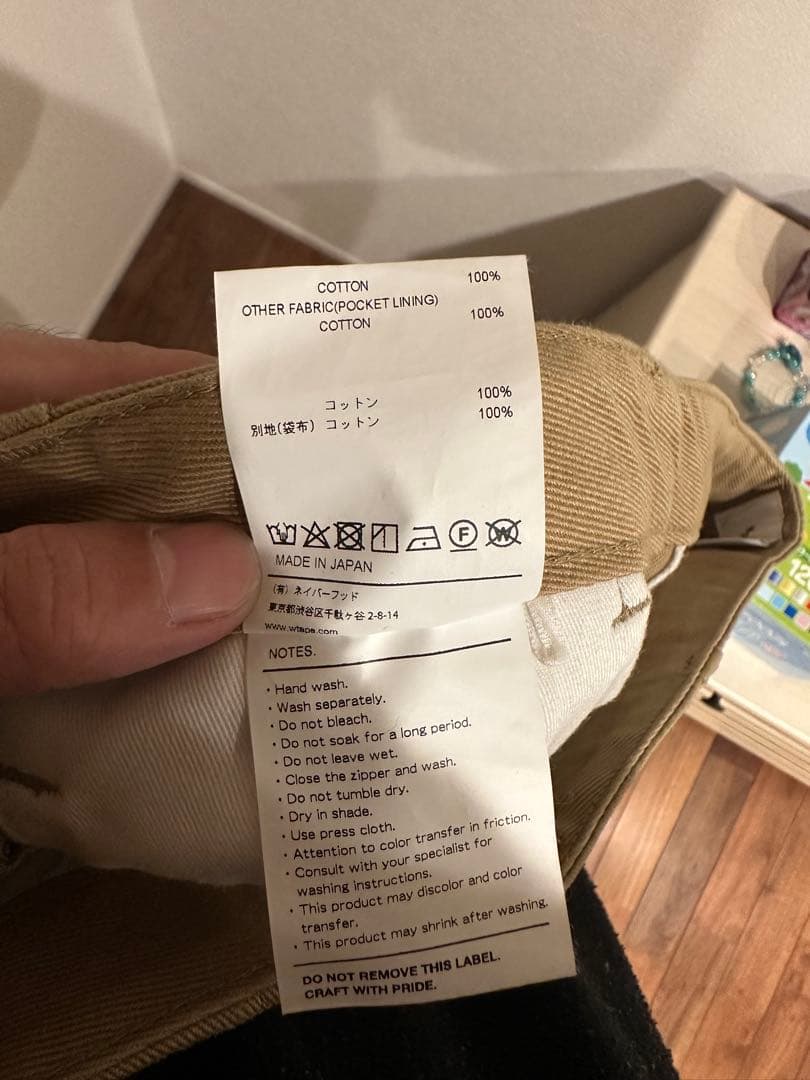 COTTON 100%
OTHER FABRIC(POCKET LINING)
COTTON 100%
コットン 100%
別地(袋布) コットン 100%
F W
MADE IN JAPAN
(有) ネイバーフッド
東京都渋谷区千駄ヶ谷 2-8-14
www.wtaps.com
NOTES.
・Hand wash.
・Wash separately.
・Do not bleach.
・Do not soak for a long period.
・Do not leave wet.
・Close the zipper and wash.
・Do not tumble dry.
・Dry in shade.
・Use press cloth.
・Attention to color transfer in friction.
・Consult with your specialist for
washing instructions.
・This product may discolor and color
transfer.
・This product may shrink after washing.
DO NOT REMOVE THIS LABEL.
CRAFT WITH PRIDE.
12